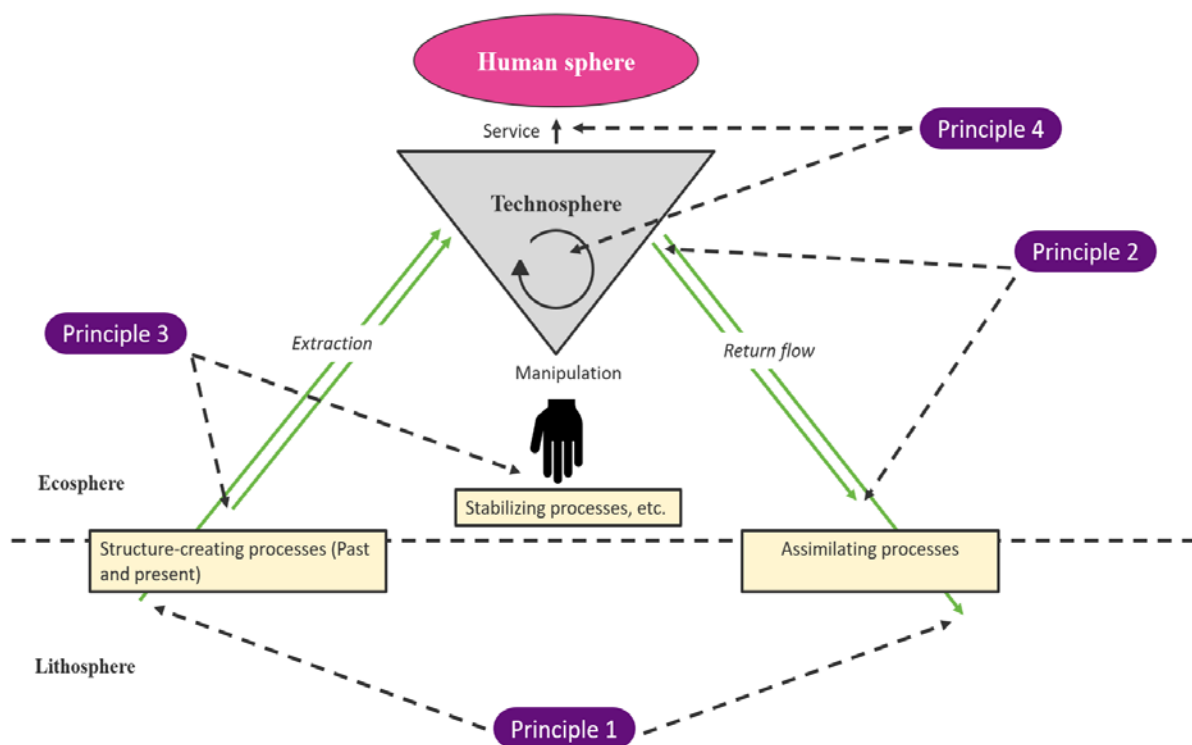 Human sphere
Service
Principle 4
Technosphere
Principle 2
Principle 3
Extraction
Return flow
Manipulation
Ecosphere
Stabilizing processes, etc.
Structure-creating processes (Past
and present)
Assimilating processes
Lithosphere
Principle 1